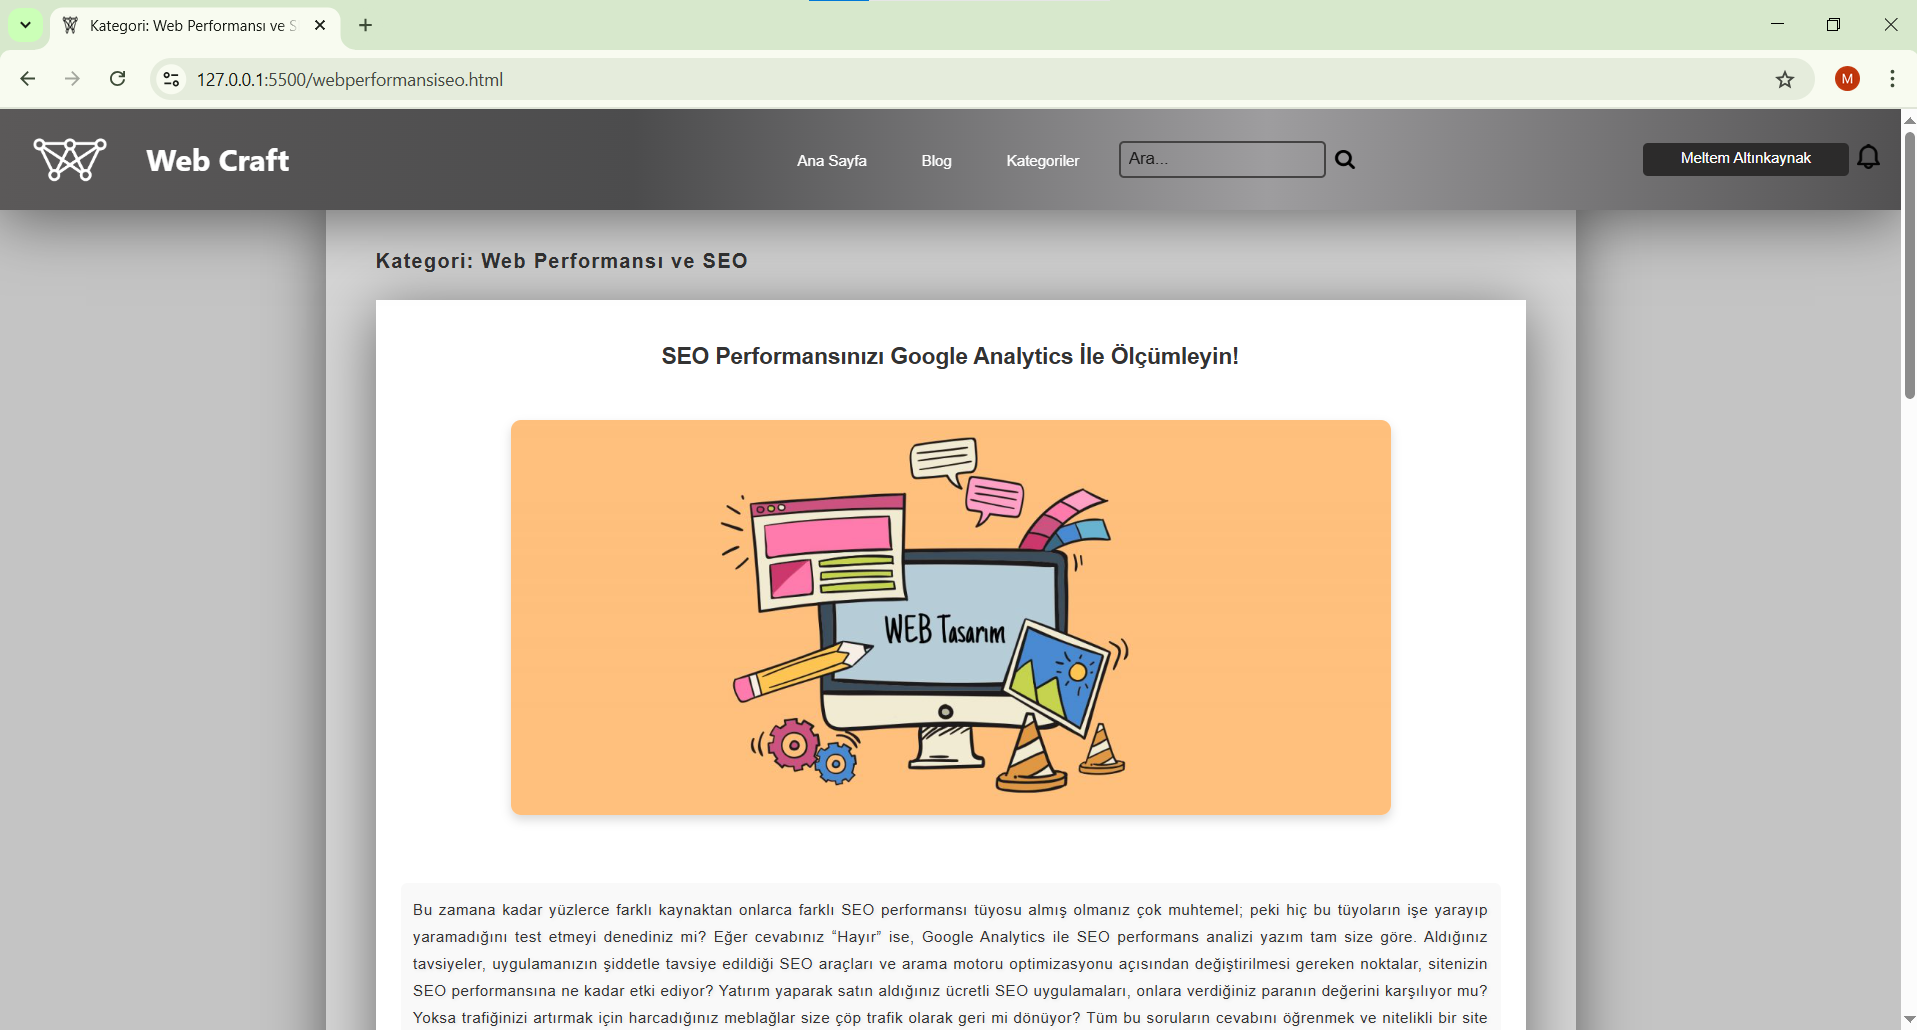 Kategori: Web Performansı ve S
127.0.0.1:5500/webperformansiseo.html
M
Web Craft
Ana Sayfa
Blog
Kategoriler
Ara...
Meltem Altınkaynak
Kategori: Web Performansı ve SEO
SEO Performansınızı Google Analytics İle Ölçümleyin!
WEB Tasarım
Bu zamana kadar yüzlerce farklı kaynaktan onlarca farklı SEO performansı tüyosu almış olmanız çok muhtemel; peki hiç bu tüyoların işe yarayıp
yaramadığını test etmeyi denediniz mi? Eğer cevabınız “Hayır” ise, Google Analytics ile SEO performans analizi yazım tam size göre. Aldığınız
tavsiyeler, uygulamanızın şiddetle tavsiye edildiği SEO araçları ve arama motoru optimizasyonu açısından değiştirilmesi gereken noktalar, sitenizin
SEO performansına ne kadar etki ediyor? Yatırım yaparak satın aldığınız ücretli SEO uygulamaları, onlara verdiğiniz paranın değerini karşılıyor mu?
Yoksa trafiğinizi artırmak için harcadığınız meblağlar size çöp trafik olarak geri mi dönüyor? Tüm bu soruların cevabını öğrenmek ve nitelikli bir site